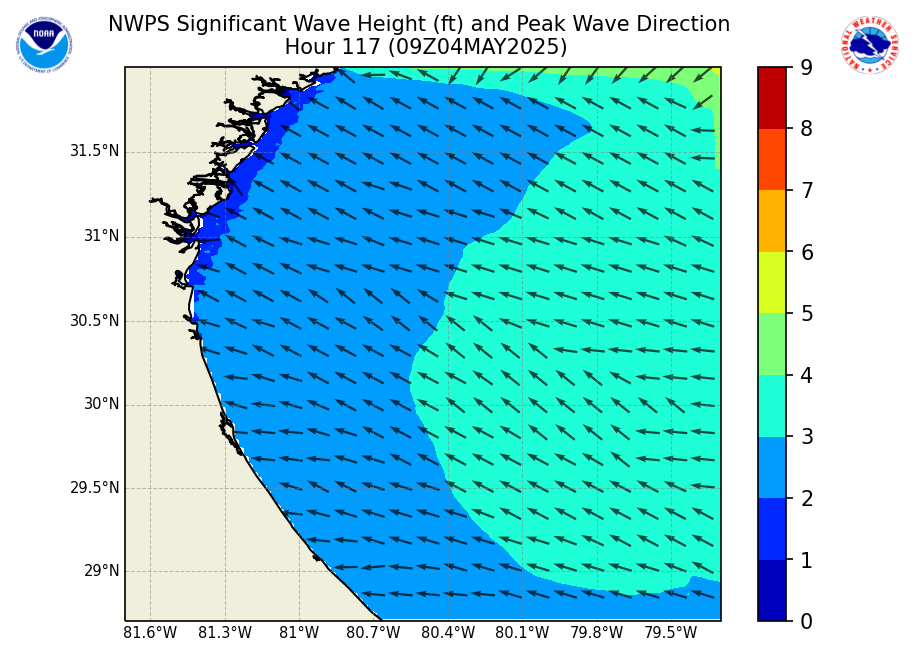 NWPS Significant Wave Height (ft) and Peak Wave Direction
Hour 117 (09Z04MAY2025)
NOAA
NATIONAL WEATHER SERVICE
31.5°N
31°N
30.5°N
30°N
29.5°N
29°N
81.6°W 81.3°W 81°W 80.7°W 80.4°W 80.1°W 79.8°W 79.5°W
9
8
7
6
5
4
3
2
1
0